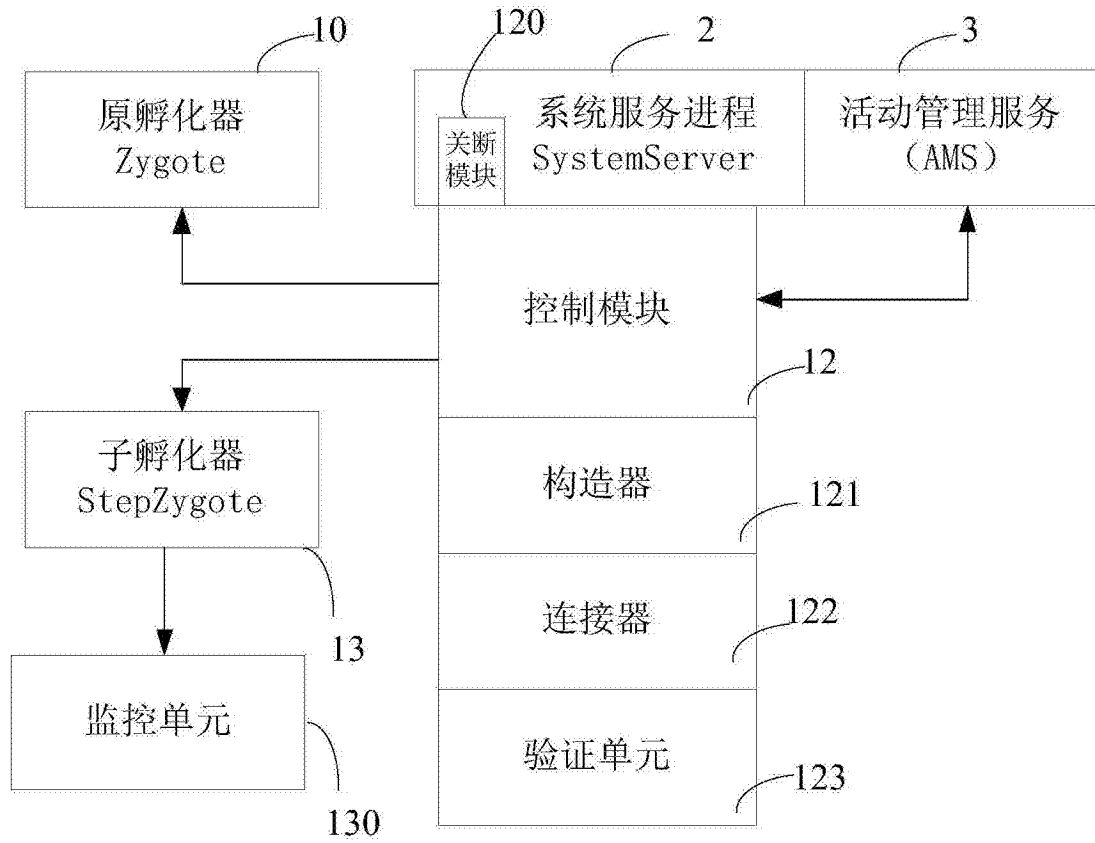 120
10
2
3
原孵化器
Zygote
关断
模块
系统服务进程
SystemServer
活动管理服务
（AMS）
控制模块
12
子孵化器
StepZygote
13
构造器
121
连接器
122
监控单元
130
验证单元
123